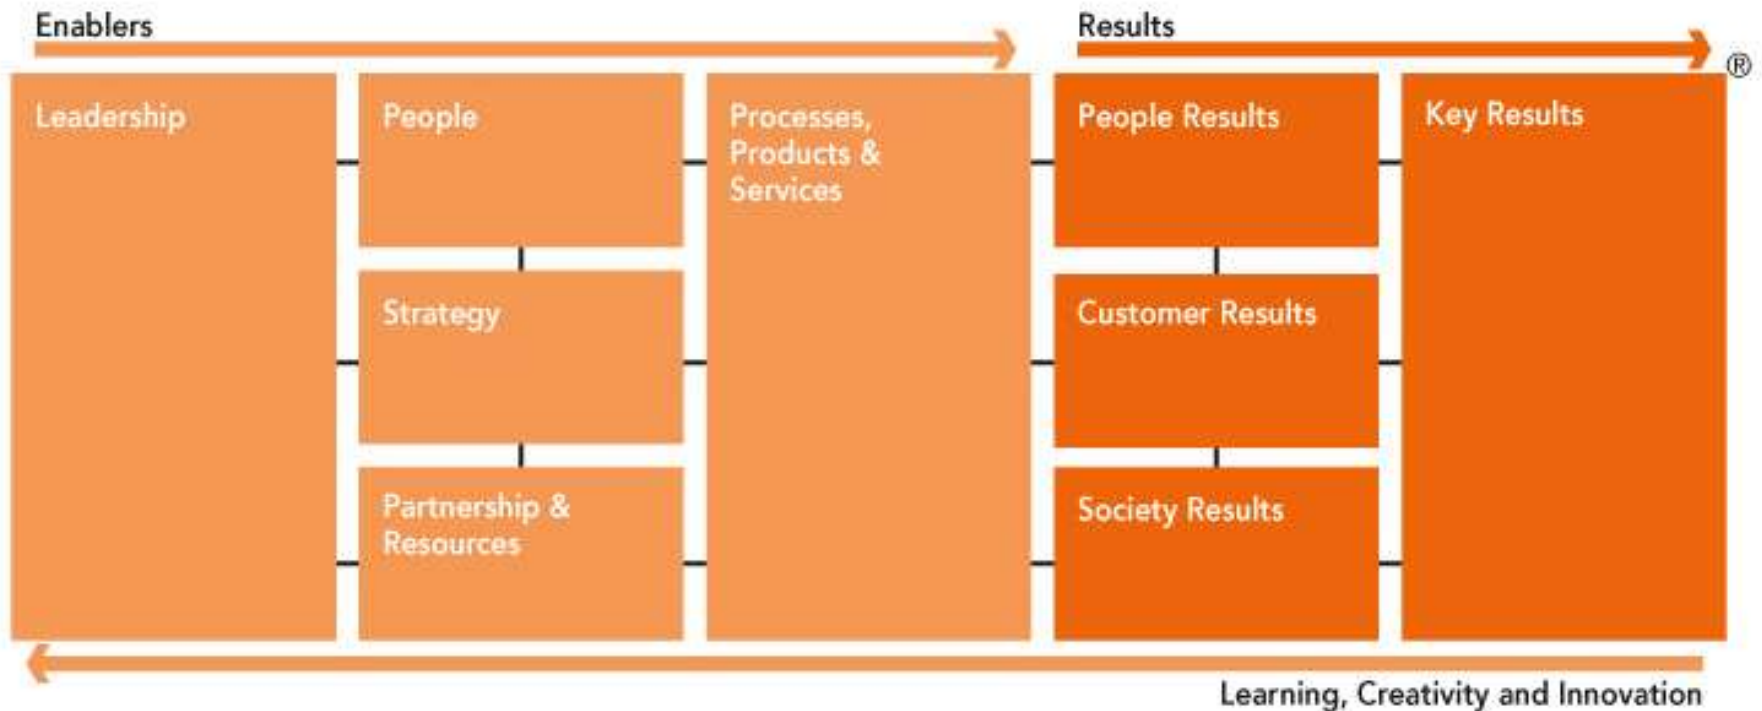 Enablers
Results
®
Leadership
People
Processes,
Products &
Services
People Results
Key Results
Strategy
Customer Results
Partnership &
Resources
Society Results
Learning, Creativity and Innovation